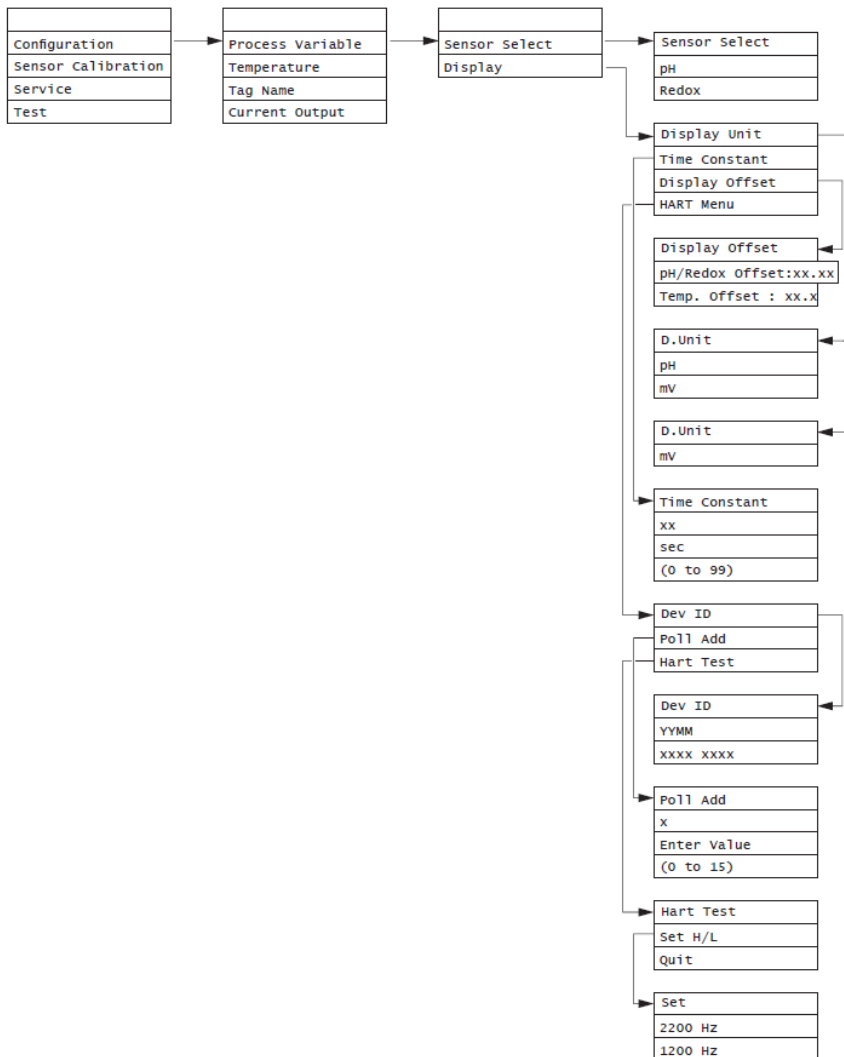 Configuration
Sensor Calibration
Service
Test
Process Variable
Temperature
Tag Name
Current Output
Sensor Select
Display
Sensor Select
pH
Redox
Display Unit
Time Constant
Display Offset
HART Menu
Display Offset
pH/Redox Offset:xx.xx
Temp. Offset : xx.x
D.Unit
pH
mV
D.Unit
mV
Time Constant
xx
sec
(0 to 99)
Dev ID
Poll Add
Hart Test
Dev ID
YYMM
xxxx xxxx
Poll Add
x
Enter Value
(0 to 15)
Hart Test
Set H/L
Quit
Set
2200 Hz
1200 Hz